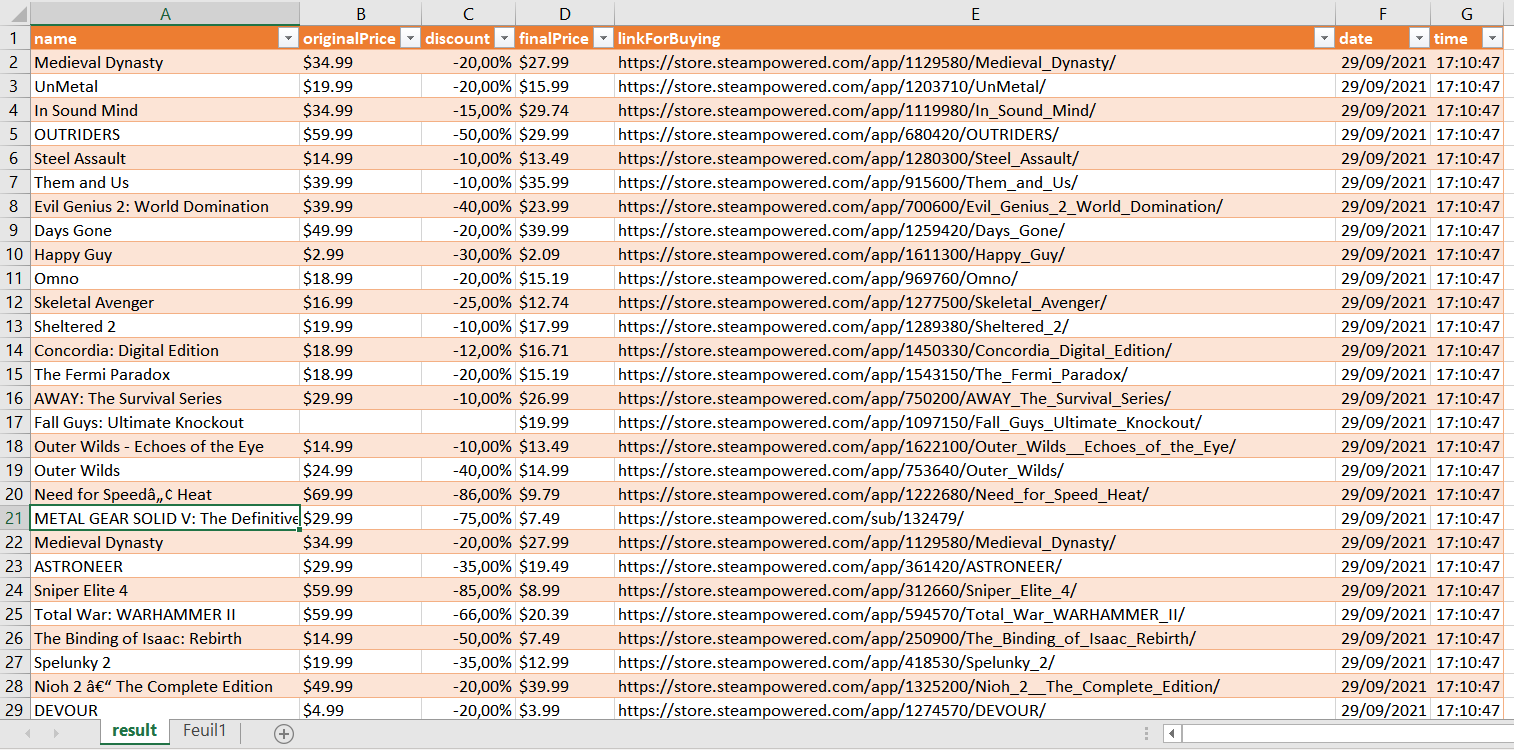 A B C D E F G
1 name originalPrice discount finalPrice linkForBuying date time
2 Medieval Dynasty $34.99 -20,00% $27.99 https://store.steampowered.com/app/1129580/Medieval_Dynasty/ 29/09/2021 17:10:47
3 UnMetal $19.99 -20,00% $15.99 https://store.steampowered.com/app/1203710/UnMetal/ 29/09/2021 17:10:47
4 In Sound Mind $34.99 -15,00% $29.74 https://store.steampowered.com/app/1119980/In_Sound_Mind/ 29/09/2021 17:10:47
5 OUTRIDERS $59.99 -50,00% $29.99 https://store.steampowered.com/app/680420/OUTRIDERS/ 29/09/2021 17:10:47
6 Steel Assault $14.99 -10,00% $13.49 https://store.steampowered.com/app/1280300/Steel_Assault/ 29/09/2021 17:10:47
7 Them and Us $39.99 -10,00% $35.99 https://store.steampowered.com/app/915600/Them_and_Us/ 29/09/2021 17:10:47
8 Evil Genius 2: World Domination $39.99 -40,00% $23.99 https://store.steampowered.com/app/700600/Evil_Genius_2_World_Domination/ 29/09/2021 17:10:47
9 Days Gone $49.99 -20,00% $39.99 https://store.steampowered.com/app/1259420/Days_Gone/ 29/09/2021 17:10:47
10 Happy Guy $2.99 -30,00% $2.09 https://store.steampowered.com/app/1611300/Happy_Guy/ 29/09/2021 17:10:47
11 Omno $18.99 -20,00% $15.19 https://store.steampowered.com/app/969760/Omno/ 29/09/2021 17:10:47
12 Skeletal Avenger $16.99 -25,00% $12.74 https://store.steampowered.com/app/1277500/Skeletal_Avenger/ 29/09/2021 17:10:47
13 Sheltered 2 $19.99 -10,00% $17.99 https://store.steampowered.com/app/1289380/Sheltered_2/ 29/09/2021 17:10:47
14 Concordia: Digital Edition $18.99 -12,00% $16.71 https://store.steampowered.com/app/1450330/Concordia_Digital_Edition/ 29/09/2021 17:10:47
15 The Fermi Paradox $18.99 -20,00% $15.19 https://store.steampowered.com/app/1543150/The_Fermi_Paradox/ 29/09/2021 17:10:47
16 AWAY: The Survival Series $29.99 -10,00% $26.99 https://store.steampowered.com/app/750200/AWAY_The_Survival_Series/ 29/09/2021 17:10:47
17 Fall Guys: Ultimate Knockout $19.99 https://store.steampowered.com/app/1097150/Fall_Guys_Ultimate_Knockout/ 29/09/2021 17:10:47
18 Outer Wilds - Echoes of the Eye $14.99 -10,00% $13.49 https://store.steampowered.com/app/1622100/Outer_Wilds__Echoes_of_the_Eye/ 29/09/2021 17:10:47
19 Outer Wilds $24.99 -40,00% $14.99 https://store.steampowered.com/app/753640/Outer_Wilds/ 29/09/2021 17:10:47
20 Need for Speedâ„¢ Heat $69.99 -86,00% $9.79 https://store.steampowered.com/app/1222680/Need_for_Speed_Heat/ 29/09/2021 17:10:47
21 METAL GEAR SOLID V: The Definitive $29.99 -75,00% $7.49 https://store.steampowered.com/sub/132479/ 29/09/2021 17:10:47
22 Medieval Dynasty $34.99 -20,00% $27.99 https://store.steampowered.com/app/1129580/Medieval_Dynasty/ 29/09/2021 17:10:47
23 ASTRONEER $29.99 -35,00% $19.49 https://store.steampowered.com/app/361420/ASTRONEER/ 29/09/2021 17:10:47
24 Sniper Elite 4 $59.99 -85,00% $8.99 https://store.steampowered.com/app/312660/Sniper_Elite_4/ 29/09/2021 17:10:47
25 Total War: WARHAMMER II $59.99 -66,00% $20.39 https://store.steampowered.com/app/594570/Total_War_WARHAMMER_II/ 29/09/2021 17:10:47
26 The Binding of Isaac: Rebirth $14.99 -50,00% $7.49 https://store.steampowered.com/app/250900/The_Binding_of_Isaac_Rebirth/ 29/09/2021 17:10:47
27 Spelunky 2 $19.99 -35,00% $12.99 https://store.steampowered.com/app/418530/Spelunky_2/ 29/09/2021 17:10:47
28 Nioh 2 â€“ The Complete Edition $49.99 -20,00% $39.99 https://store.steampowered.com/app/1325200/Nioh_2__The_Complete_Edition/ 29/09/2021 17:10:47
29 DEVOUR $4.99 -20,00% $3.99 https://store.steampowered.com/app/1274570/DEVOUR/ 29/09/2021 17:10:47
result Feuil1